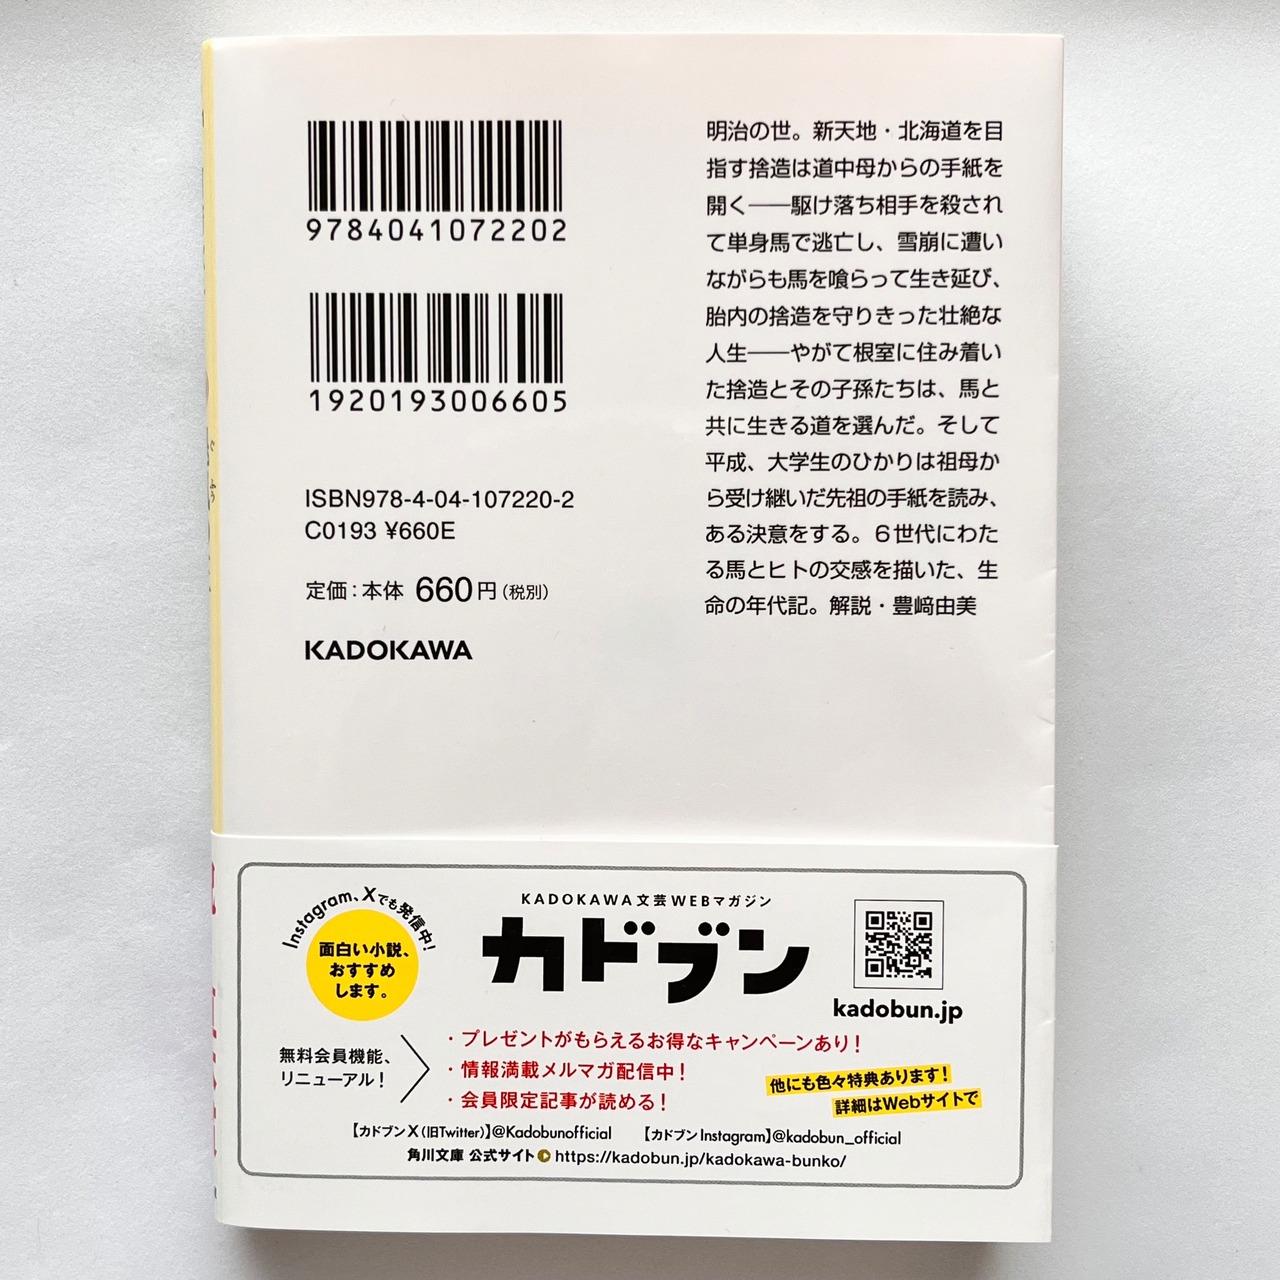 9784041072202
1920193006605
ISBN978-4-04-107220-2
C0193 ¥660E
定価：本体 660円（税別）
KADOKAWA
明治の世。新天地・北海道を目
指す捨造は道中母からの手紙を
開く――駆け落ち相手を殺され
て単身馬で逃亡し、雪崩に遭い
ながらも馬を喰らって生き延び、
胎内の捨造を守りきった壮絶な
人生――やがて根室に住み着い
た捨造とその子孫たちは、馬と
共に生きる道を選んだ。そして
平成、大学生のひかりは祖母か
ら受け継いだ先祖の手紙を読み、
ある決意をする。６世代にわた
る馬とヒトの交感を描いた、生
命の年代記。解説・豊﨑由美
Instagram、Xでも発信中！
面白い小説、
おすすめ
します。
KADOKAWA文芸WEBマガジン
カドブン
kadobun.jp
無料会員機能、
リニューアル！
・プレゼントがもらえるお得なキャンペーンあり！
・情報満載メルマガ配信中！
・会員限定記事が読める！
他にも色々特典あります！
詳細はWebサイトで
【カドブンX（旧Twitter）】@Kadobunofficial 【カドブンInstagram】@kadobun_official
角川文庫 公式サイト https://kadobun.jp/kadokawa-bunko/